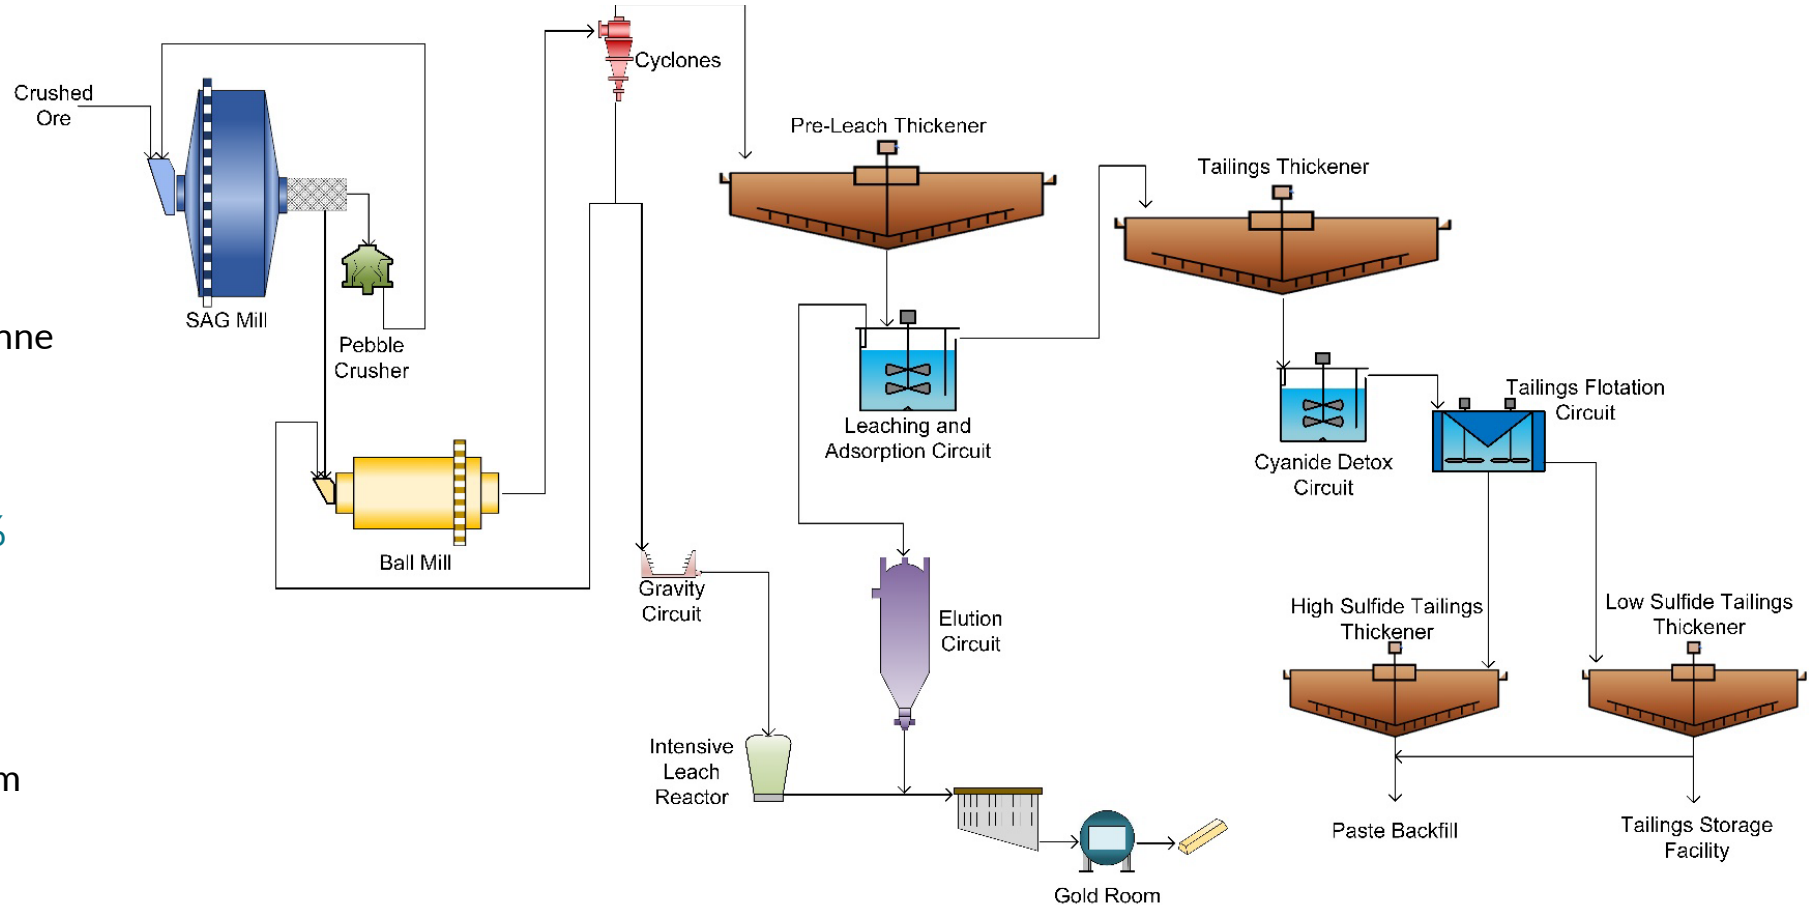 Cyclones
Crushed
Ore
Pre-Leach Thickener
Tailings Thickener
SAG Mill
nne
Pebble
Crusher
Tailings Flotation
Circuit
Leaching and
Adsorption Circuit
Cyanide Detox
Circuit
Ball Mill
Gravity
Circuit
Elution
Circuit
High Sulfide Tailings
Thickener
Low Sulfide Tailings
Thickener
Intensive
Leach
Reactor
m
Paste Backfill
Tailings Storage
Facility
Gold Room